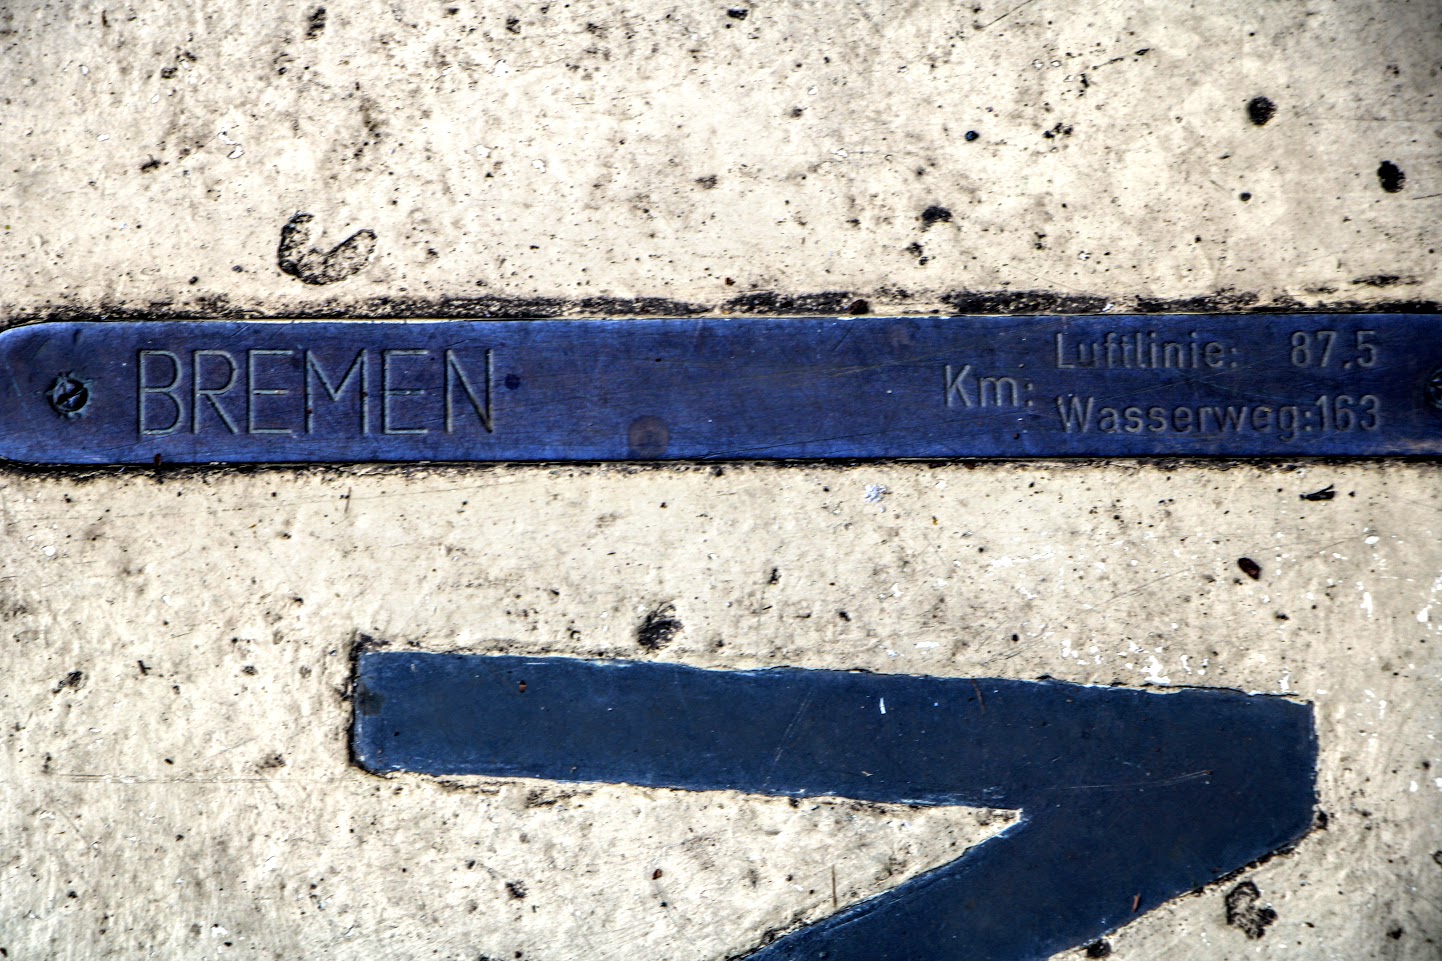 BREMEN
Km:
Luftlinie: 87,5
Wasserweg:163